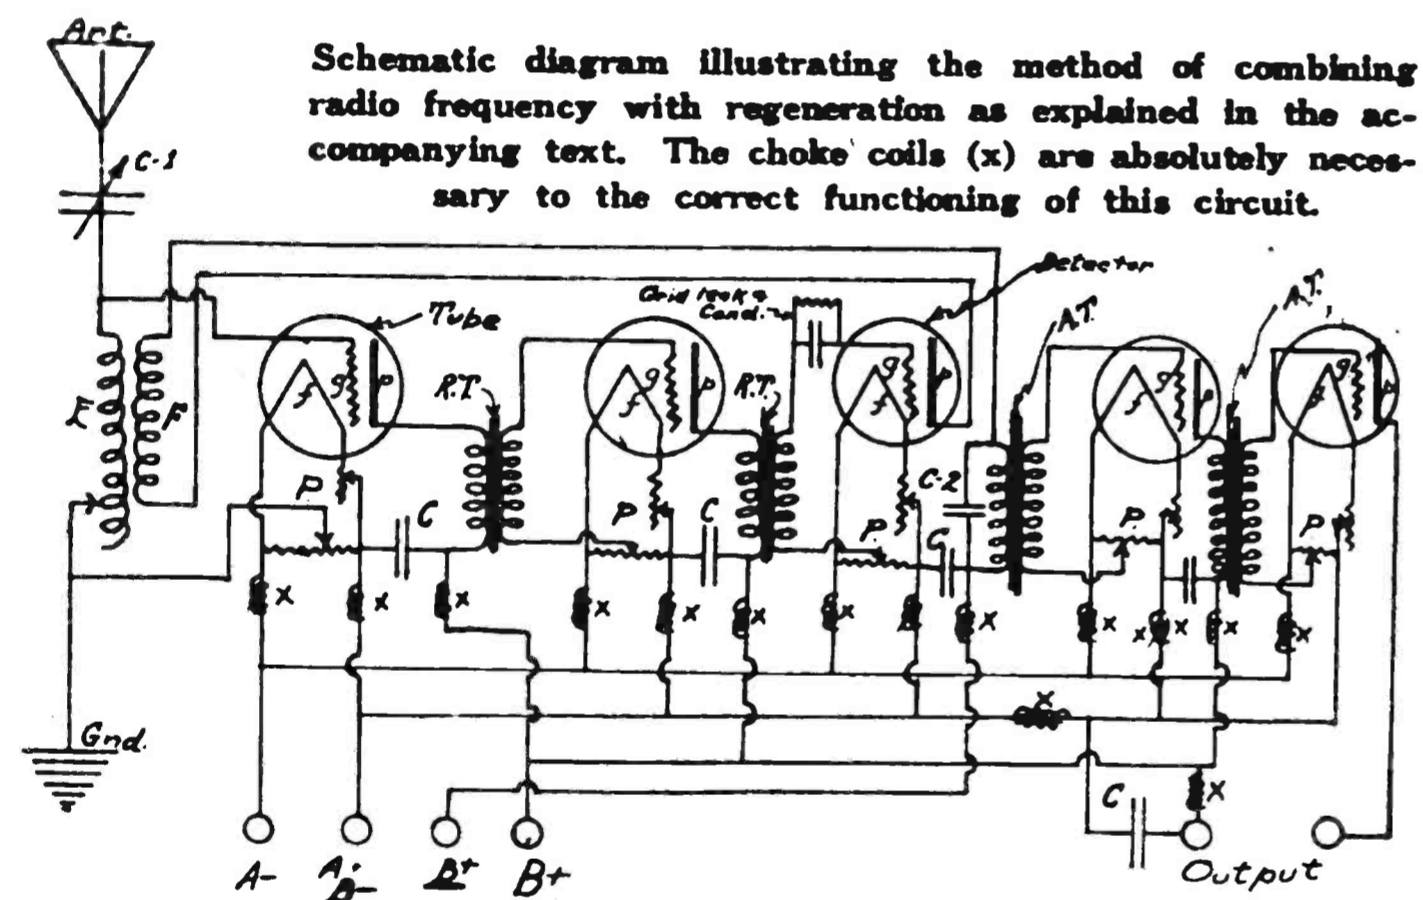 Ant.
Schematic diagram illustrating the method of combining
radio frequency with regeneration as explained in the ac-
companying text. The choke coils (x) are absolutely neces-
sary to the correct functioning of this circuit.
C-1
Detector
Grid leak &
Cond.
Tube
A.T.
A.T.
F F
f g P
R.T.
f g P
R.T.
f g P
f g P
f g P
P C
P C
P C C-2
P
P
x x x x x x x x x x x x x x
x
Gnd.
C x
A-
A+
B-
B+
B+
Output